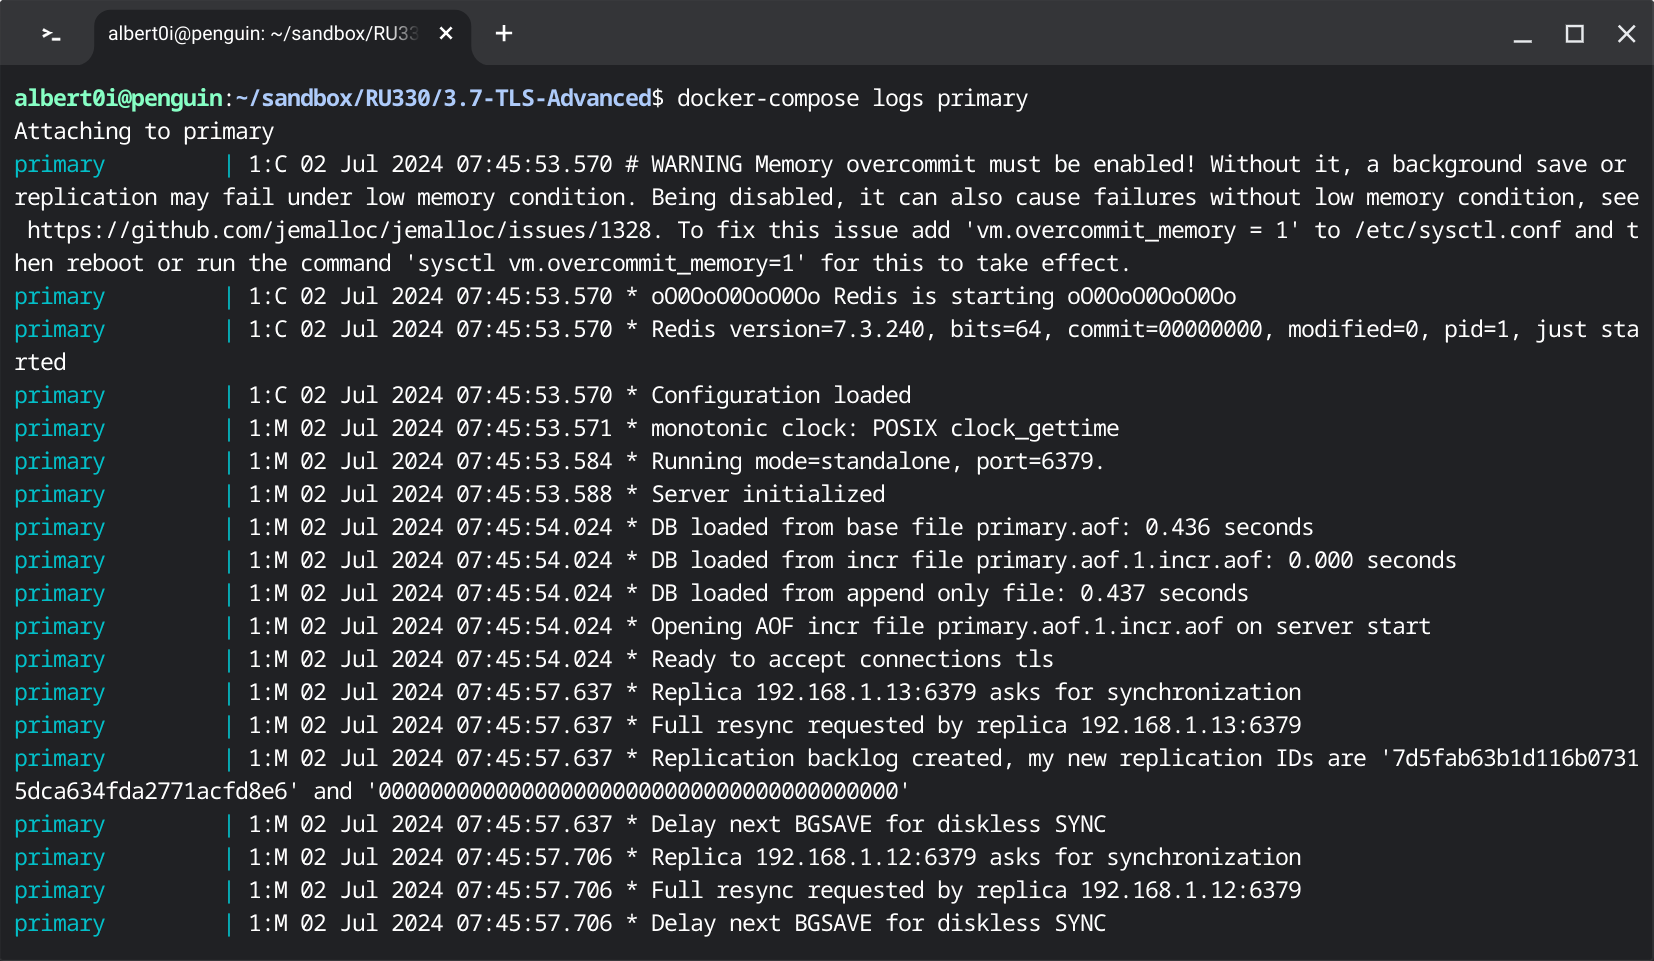 albert0i@penguin: ~/sandbox/RU33
albert0i@penguin:~/sandbox/RU330/3.7-TLS-Advanced$ docker-compose logs primary
Attaching to primary
primary | 1:C 02 Jul 2024 07:45:53.570 # WARNING Memory overcommit must be enabled! Without it, a background save or
replication may fail under low memory condition. Being disabled, it can also cause failures without low memory condition, see
https://github.com/jemalloc/jemalloc/issues/1328. To fix this issue add 'vm.overcommit_memory = 1' to /etc/sysctl.conf and t
hen reboot or run the command 'sysctl vm.overcommit_memory=1' for this to take effect.
primary | 1:C 02 Jul 2024 07:45:53.570 * oO0OoO0OoO0Oo Redis is starting oO0OoO0OoO0Oo
primary | 1:C 02 Jul 2024 07:45:53.570 * Redis version=7.3.240, bits=64, commit=00000000, modified=0, pid=1, just sta
rted
primary | 1:C 02 Jul 2024 07:45:53.570 * Configuration loaded
primary | 1:M 02 Jul 2024 07:45:53.571 * monotonic clock: POSIX clock_gettime
primary | 1:M 02 Jul 2024 07:45:53.584 * Running mode=standalone, port=6379.
primary | 1:M 02 Jul 2024 07:45:53.588 * Server initialized
primary | 1:M 02 Jul 2024 07:45:54.024 * DB loaded from base file primary.aof: 0.436 seconds
primary | 1:M 02 Jul 2024 07:45:54.024 * DB loaded from incr file primary.aof.1.incr.aof: 0.000 seconds
primary | 1:M 02 Jul 2024 07:45:54.024 * DB loaded from append only file: 0.437 seconds
primary | 1:M 02 Jul 2024 07:45:54.024 * Opening AOF incr file primary.aof.1.incr.aof on server start
primary | 1:M 02 Jul 2024 07:45:54.024 * Ready to accept connections tls
primary | 1:M 02 Jul 2024 07:45:57.637 * Replica 192.168.1.13:6379 asks for synchronization
primary | 1:M 02 Jul 2024 07:45:57.637 * Full resync requested by replica 192.168.1.13:6379
primary | 1:M 02 Jul 2024 07:45:57.637 * Replication backlog created, my new replication IDs are '7d5fab63b1d116b0731
5dca634fda2771acfd8e6' and '0000000000000000000000000000000000000000'
primary | 1:M 02 Jul 2024 07:45:57.637 * Delay next BGSAVE for diskless SYNC
primary | 1:M 02 Jul 2024 07:45:57.706 * Replica 192.168.1.12:6379 asks for synchronization
primary | 1:M 02 Jul 2024 07:45:57.706 * Full resync requested by replica 192.168.1.12:6379
primary | 1:M 02 Jul 2024 07:45:57.706 * Delay next BGSAVE for diskless SYNC